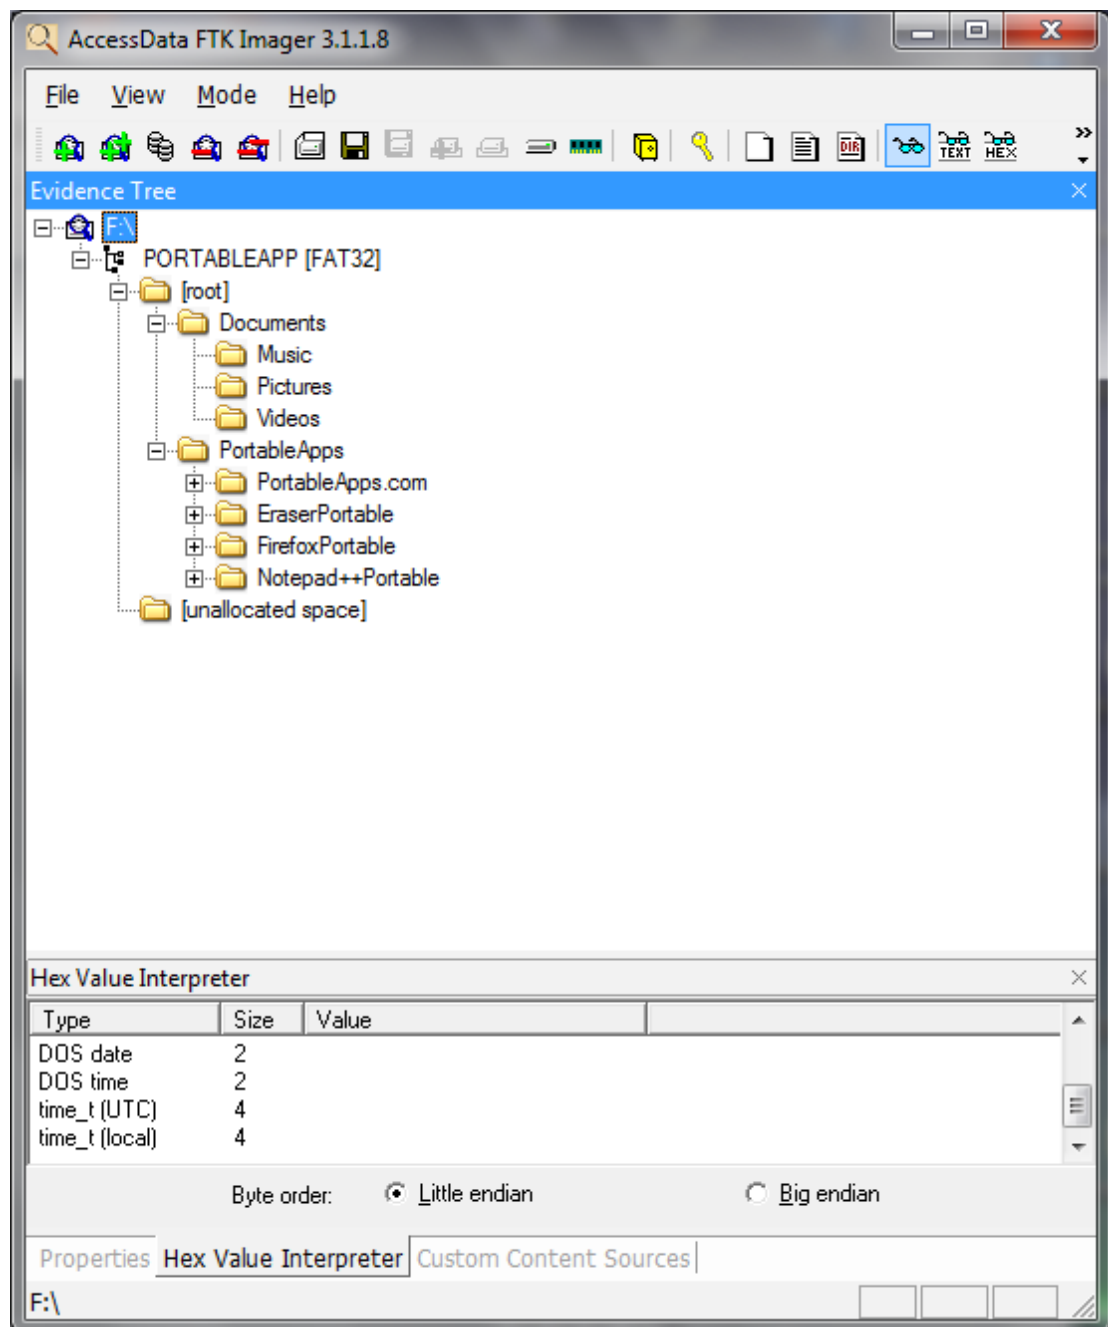 AccessData FTK Imager 3.1.1.8
File View Mode Help
DIR TEXT HEX
Evidence Tree
F:\
PORTABLEAPP [FAT32]
[root]
Documents
Music
Pictures
Videos
PortableApps
PortableApps.com
EraserPortable
FirefoxPortable
Notepad++Portable
[unallocated space]
Hex Value Interpreter
Type Size Value
DOS date 2
DOS time 2
time_t (UTC) 4
time_t (local) 4
Byte order: Little endian Big endian
Properties Hex Value Interpreter Custom Content Sources
F:\